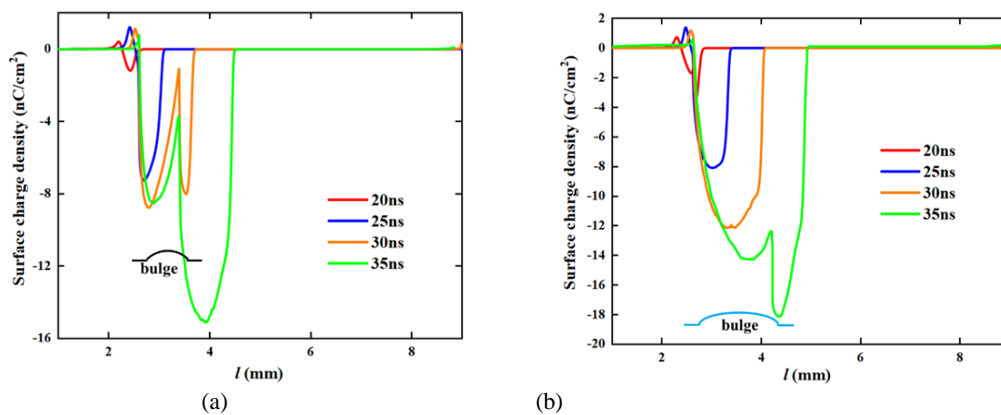 0
-4
-8
-12
-16
2
4
6
8
Surface charge density (nC/cm²)
l (mm)
20ns
25ns
30ns
35ns
bulge
(a)
2
0
-2
-4
-6
-8
-10
-12
-14
-16
-18
-20
2
4
6
8
Surface charge density (nC/cm²)
l (mm)
20ns
25ns
30ns
35ns
bulge
(b)